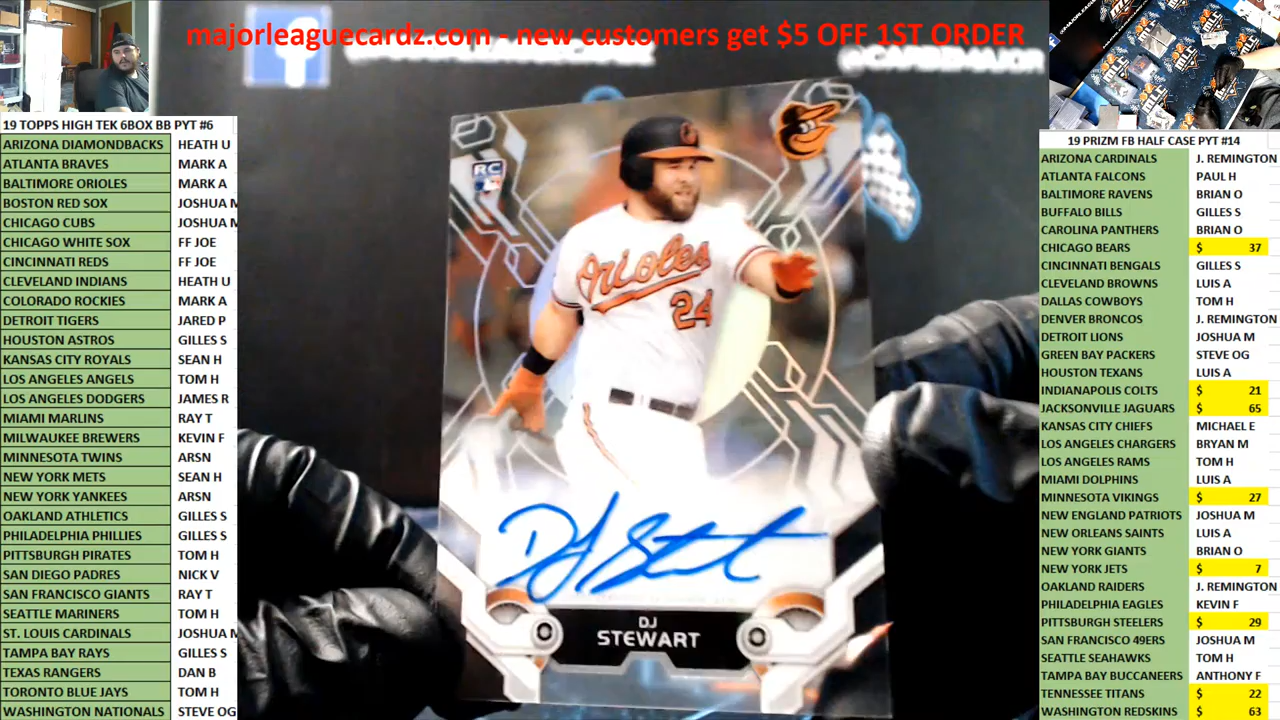 majorleaguecardz.com - new customers get $5 OFF 1ST ORDER
19 TOPPS HIGH TEK 6BOX BB PYT #6
ARIZONA DIAMONDBACKS HEATH U
ATLANTA BRAVES MARK A
BALTIMORE ORIOLES MARK A
BOSTON RED SOX JOSHUA M
CHICAGO CUBS JOSHUA M
CHICAGO WHITE SOX FF JOE
CINCINNATI REDS FF JOE
CLEVELAND INDIANS HEATH U
COLORADO ROCKIES MARK A
DETROIT TIGERS JARED P
HOUSTON ASTROS GILLES S
KANSAS CITY ROYALS SEAN H
LOS ANGELES ANGELS TOM H
LOS ANGELES DODGERS JAMES R
MIAMI MARLINS RAY T
MILWAUKEE BREWERS KEVIN F
MINNESOTA TWINS ARSN
NEW YORK METS SEAN H
NEW YORK YANKEES ARSN
OAKLAND ATHLETICS GILLES S
PHILADELPHIA PHILLIES GILLES S
PITTSBURGH PIRATES TOM H
SAN DIEGO PADRES NICK V
SAN FRANCISCO GIANTS RAY T
SEATTLE MARINERS TOM H
ST. LOUIS CARDINALS JOSHUA M
TAMPA BAY RAYS GILLES S
TEXAS RANGERS DAN B
TORONTO BLUE JAYS TOM H
WASHINGTON NATIONALS STEVE OG
RC
Orioles
24
DJ Stewart
DJ
STEWART
MLC
19 PRIZM FB HALF CASE PYT #14
ARIZONA CARDINALS J. REMINGTON
ATLANTA FALCONS PAUL H
BALTIMORE RAVENS BRIAN O
BUFFALO BILLS GILLES S
CAROLINA PANTHERS BRIAN O
CHICAGO BEARS $ 37
CINCINNATI BENGALS GILLES S
CLEVELAND BROWNS LUIS A
DALLAS COWBOYS TOM H
DENVER BRONCOS J. REMINGTON
DETROIT LIONS JOSHUA M
GREEN BAY PACKERS STEVE OG
HOUSTON TEXANS LUIS A
INDIANAPOLIS COLTS $ 21
JACKSONVILLE JAGUARS $ 65
KANSAS CITY CHIEFS MICHAEL E
LOS ANGELES CHARGERS BRYAN M
LOS ANGELES RAMS TOM H
MIAMI DOLPHINS LUIS A
MINNESOTA VIKINGS $ 27
NEW ENGLAND PATRIOTS JOSHUA M
NEW ORLEANS SAINTS LUIS A
NEW YORK GIANTS BRIAN O
NEW YORK JETS $ 7
OAKLAND RAIDERS J. REMINGTON
PHILADELPHIA EAGLES KEVIN F
PITTSBURGH STEELERS $ 29
SAN FRANCISCO 49ERS JOSHUA M
SEATTLE SEAHAWKS TOM H
TAMPA BAY BUCCANEERS ANTHONY F
TENNESSEE TITANS $ 22
WASHINGTON REDSKINS $ 63